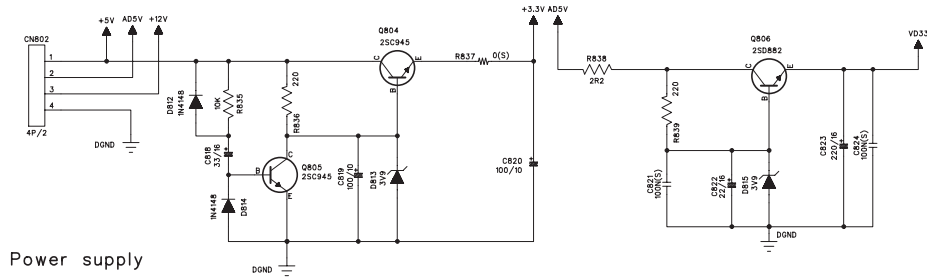 +5V AD5V +12V
CN802
1
2
3
4
4P/2
DGND
D812
1N4148
10K
R835
220
R836
C818
33/16
B
C
E
Q805
2SC945
1N4148
D814
DGND
Q804
2SC945
C
E
B
C819
100/10
D813
3V9
R837
0(S)
+3.3V
C820
100/10
AD5V
R838
2R2
220
R839
Q806
2SD882
C
E
B
C821
100N(S)
C822
22/16
D815
3V9
DGND
C823
220/16
C824
100N(S)
VD33
Power supply